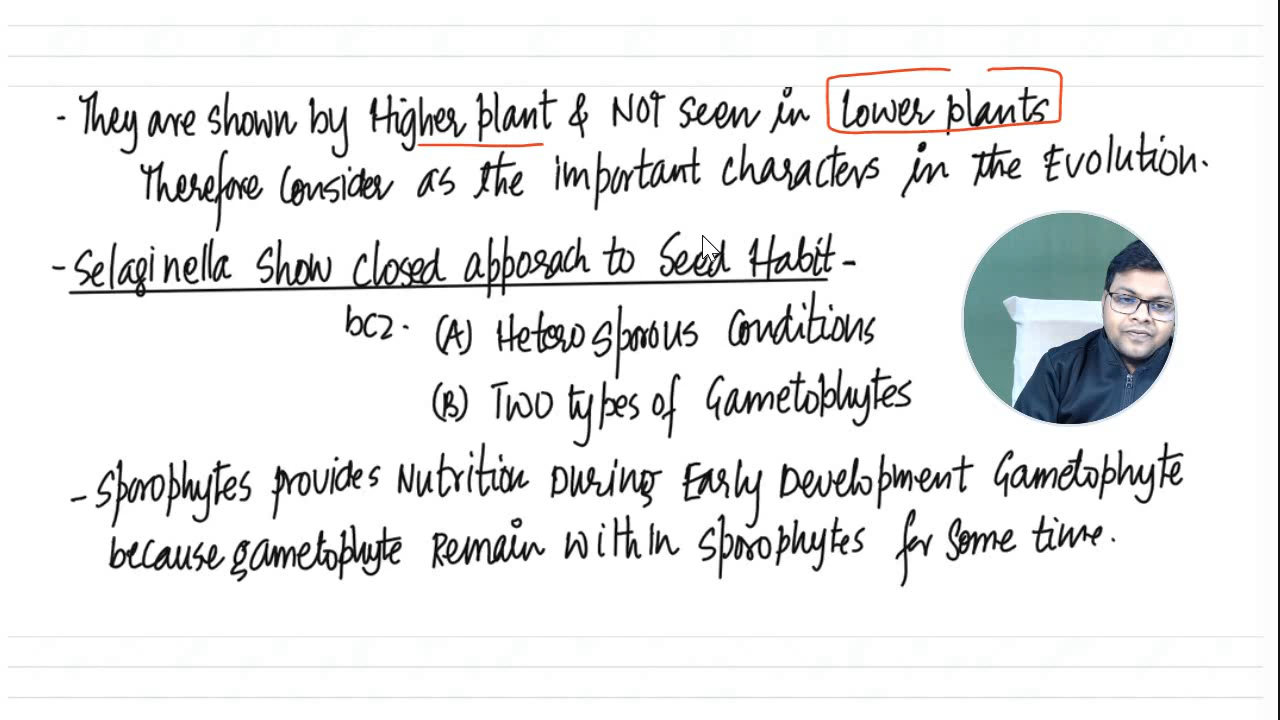 · They are shown by Higher plant & NOT seen in Lower plants
Therefore Consider as the important characters in the Evolution.
- Selaginella Show Closed apporach to Seed Habit -
bcz. (A) Heterosporous Conditions
(B) Two types of Gametophytes
- Sporophytes provides Nutrition During Early Development Gametophyte
because gametophyte Remain within Sporophytes for Some time.